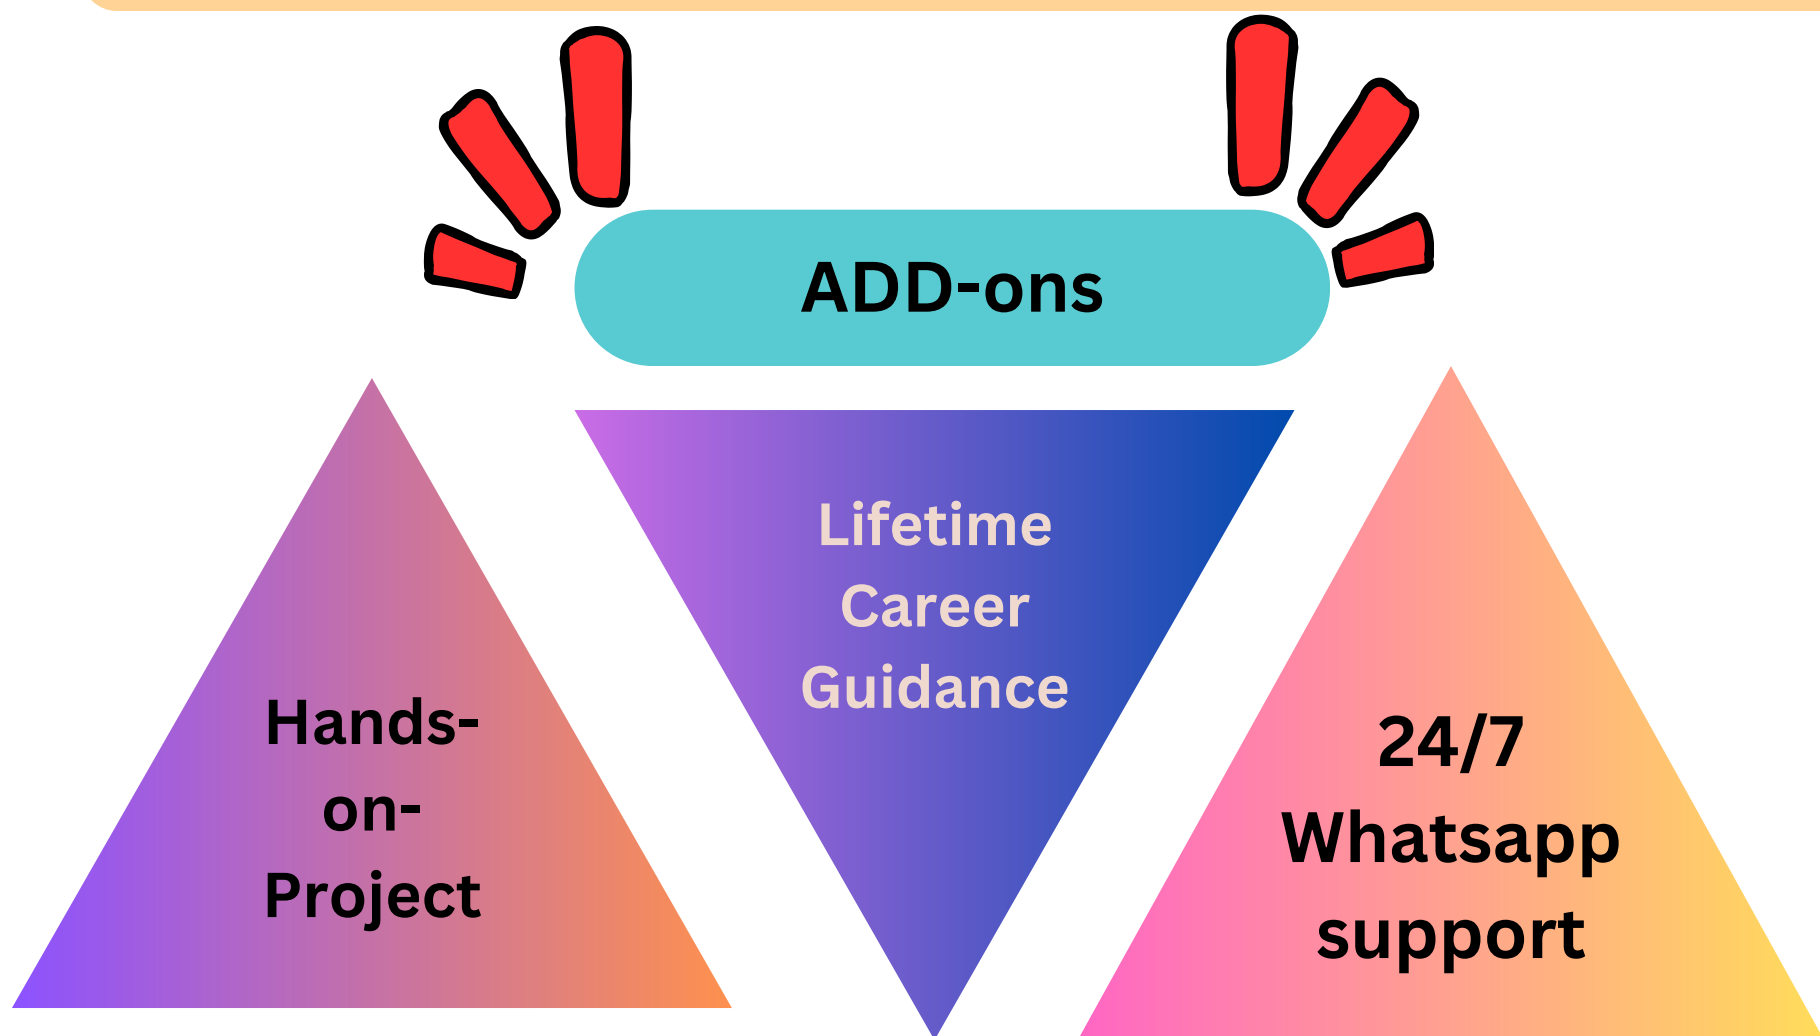 ADD-ons
Hands-
on-
Project
Lifetime
Career
Guidance
24/7
Whatsapp
support